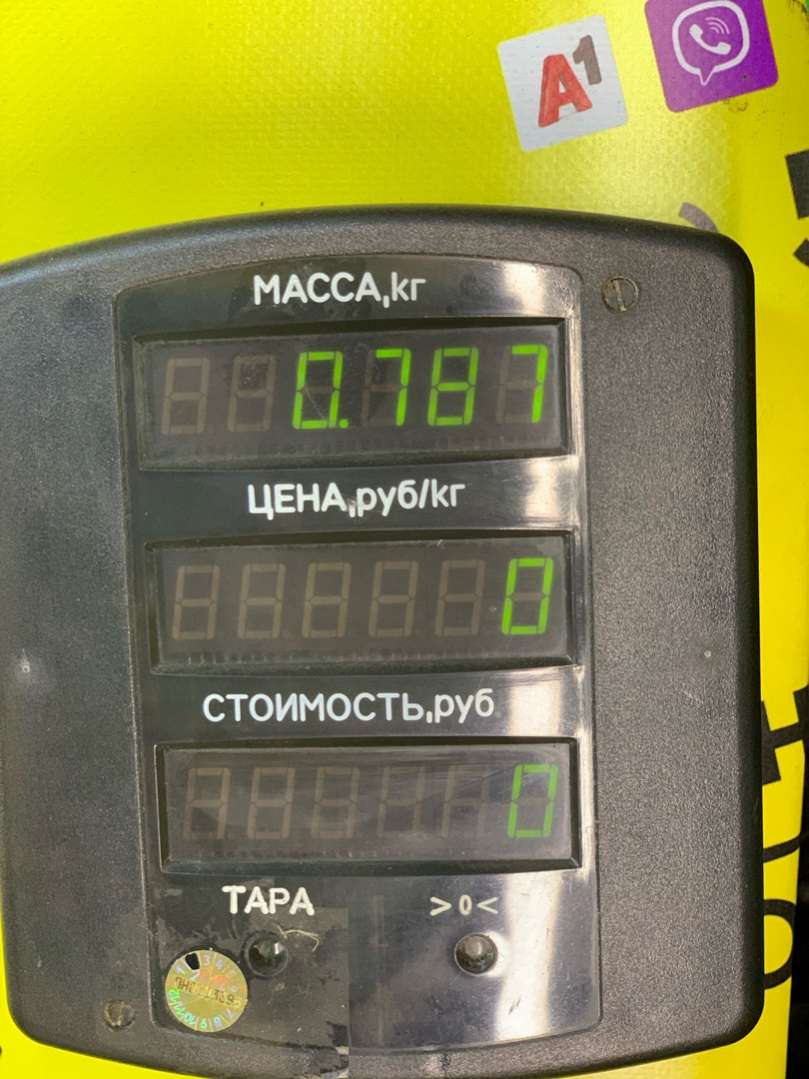 A1
МАССА,кг
0.787
ЦЕНА,руб/кг
0
СТОИМОСТЬ,руб
0
ТАРА >0<